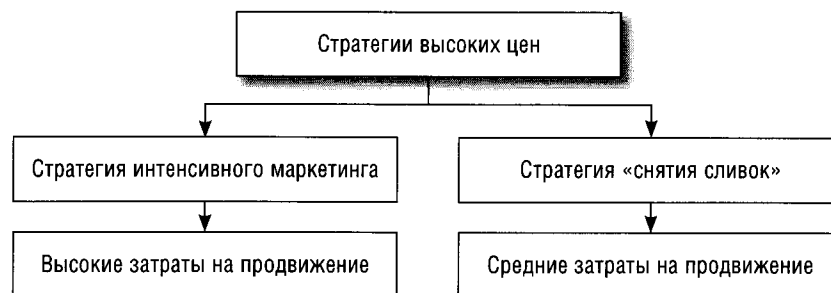 Стратегии высоких цен
Стратегия интенсивного маркетинга
Стратегия «снятия сливок»
Высокие затраты на продвижение
Средние затраты на продвижение